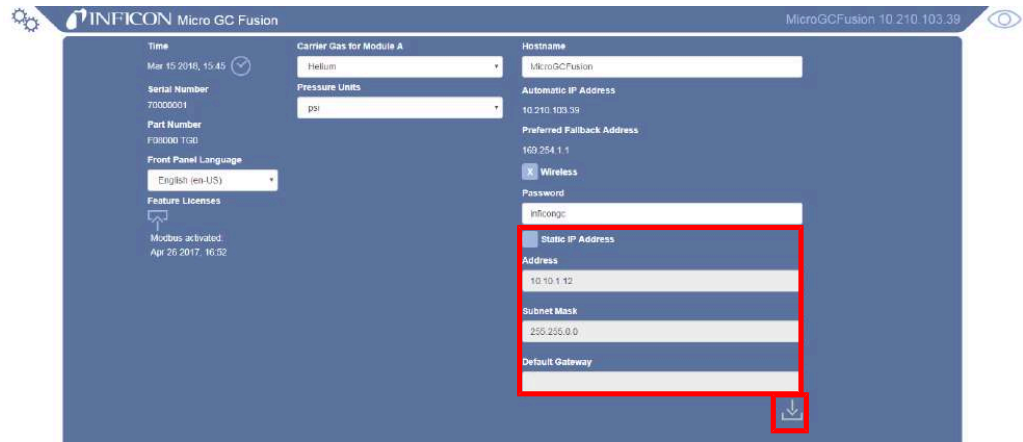 INFICON Micro GC Fusion
MicroGCFusion 10.210.103.39
Time
Mar 15 2018, 15:45
Serial Number
70000001
Part Number
F08000 TG0
Front Panel Language
English (en-US)
Feature Licenses
Modbus activated:
Apr 26 2017, 16:52
Carrier Gas for Module A
Helium
Pressure Units
psi
Hostname
MicroGCFusion
Automatic IP Address
10.210.103.39
Preferred Fallback Address
169.254.1.1
X Wireless
Password
inficongc
Static IP Address
Address
10.10.1.12
Subnet Mask
255.255.0.0
Default Gateway